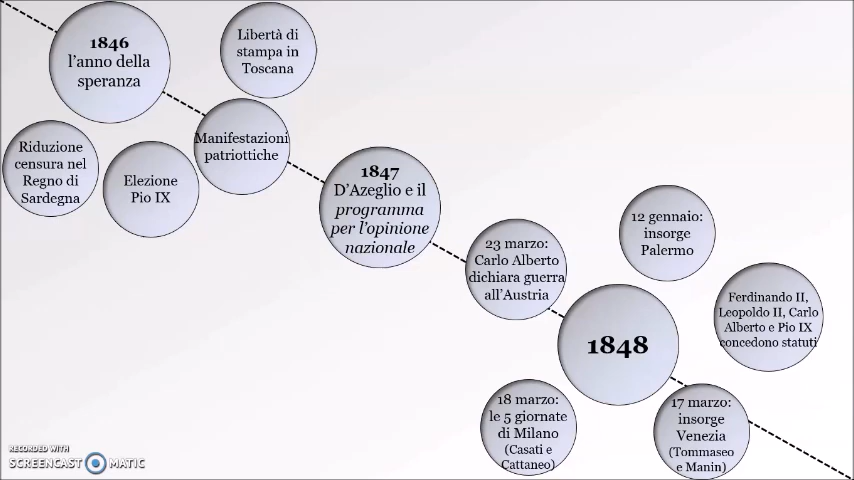 1846
l'anno della
speranza
Libertà di
stampa in
Toscana
Riduzione
censura nel
Regno di
Sardegna
Elezione
Pio IX
Manifestazioni
patriottiche
1847
D'Azeglio e il
programma
per l'opinione
nazionale
23 marzo:
Carlo Alberto
dichiara guerra
all'Austria
12 gennaio:
insorge
Palermo
1848
Ferdinando II,
Leopoldo II, Carlo
Alberto e Pio IX
concedono statuti
18 marzo:
le 5 giornate
di Milano
(Casati e
Cattaneo)
17 marzo:
insorge
Venezia
(Tommaseo
e Manin)
RECORDED WITH
SCREENCAST MATIC